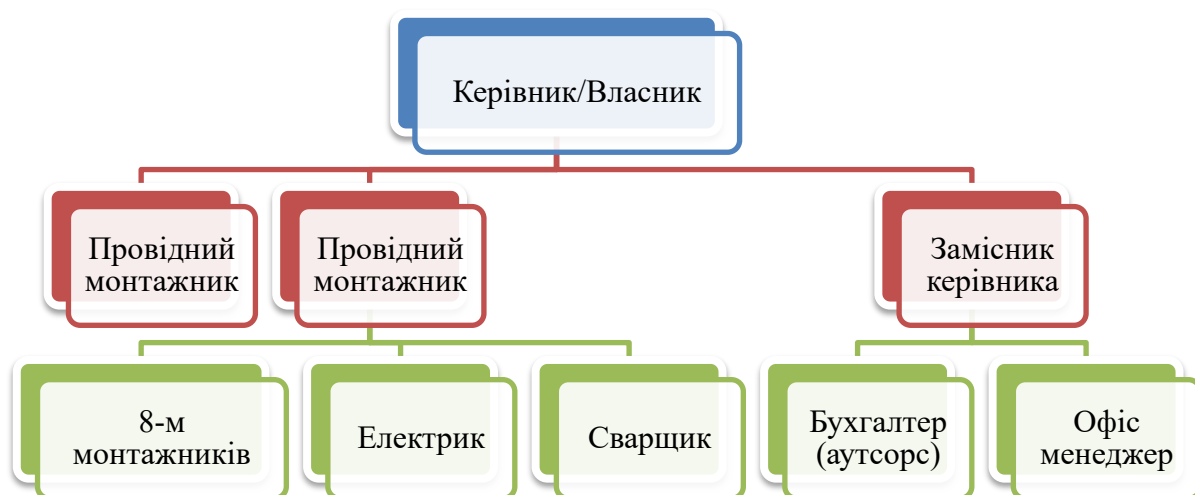 Керівник/Власник
Провідний
монтажник
Провідний
монтажник
Замісник
керівника
8-м
монтажників
Електрик
Сварщик
Бухгалтер
(аутсорс)
Офіс
менеджер